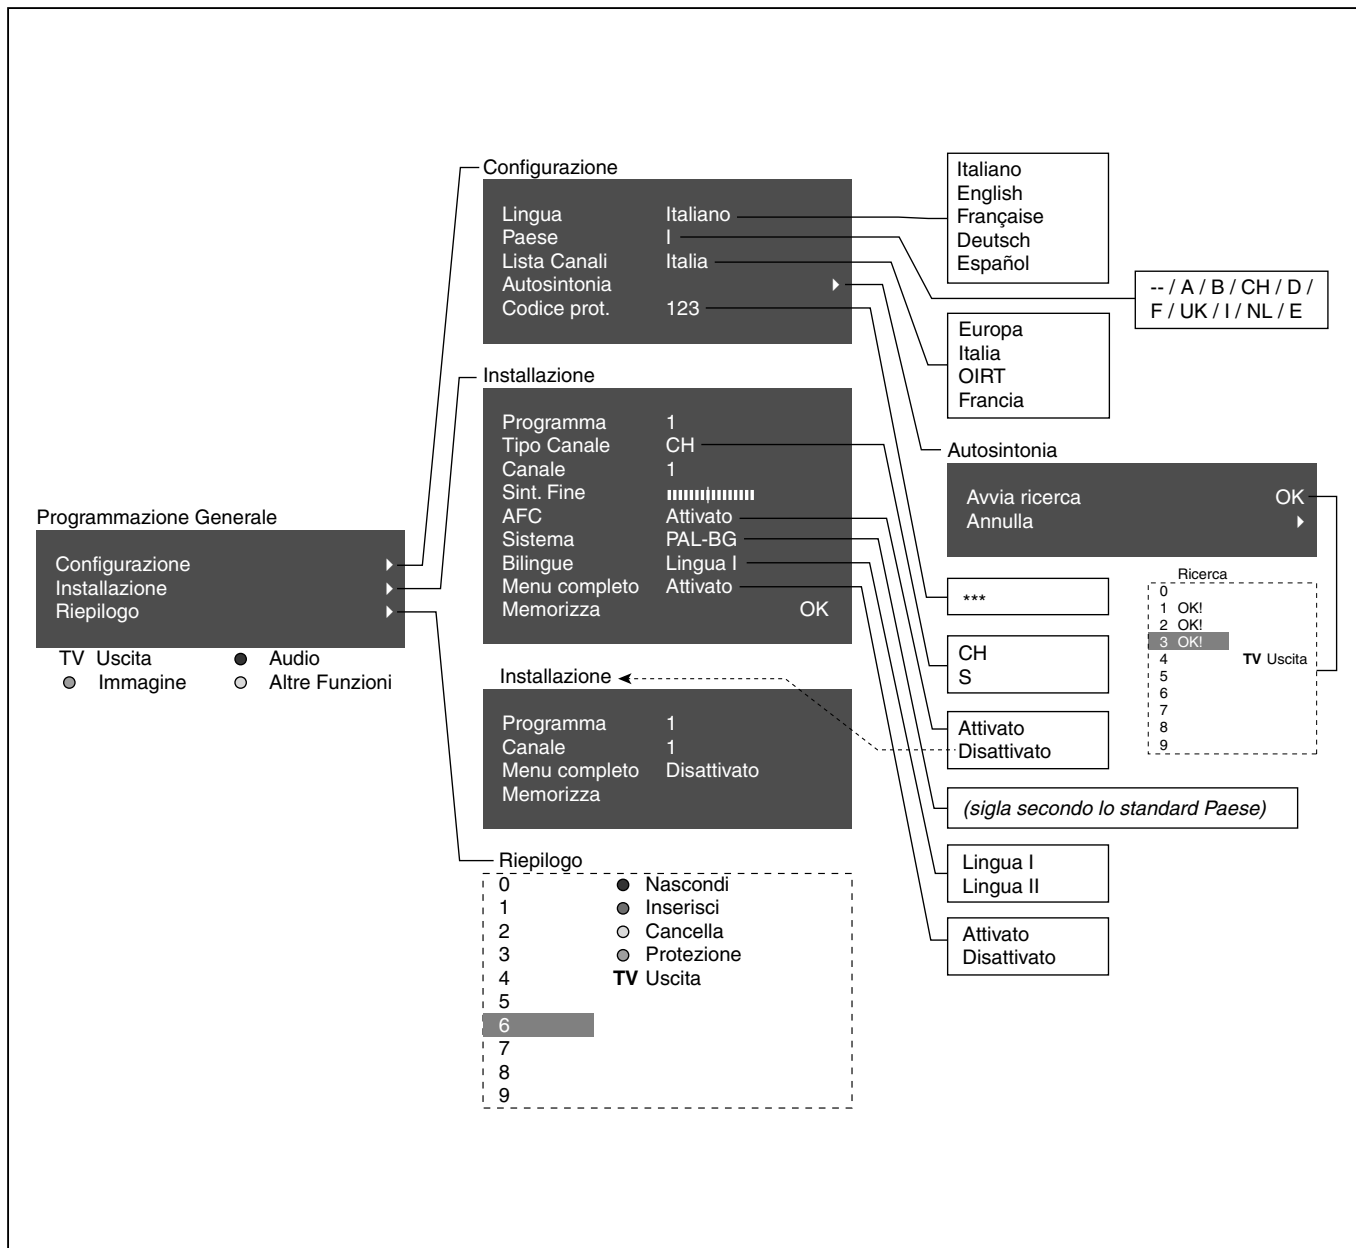 Programmazione Generale
Configurazione
Installazione
Riepilogo
TV Uscita
Audio
Immagine
Altre Funzioni
Configurazione
Lingua Italiano
Paese I
Lista Canali Italia
Autosintonia
Codice prot. 123
Installazione
Programma 1
Tipo Canale CH
Canale 1
Sint. Fine
AFC Attivato
Sistema PAL-BG
Bilingue Lingua I
Menu completo Attivato
Memorizza OK
Installazione
Programma 1
Canale 1
Menu completo Disattivato
Memorizza
Riepilogo
0 Nascondi
1 Inserisci
2 Cancella
3 Protezione
4 TV Uscita
5
6
7
8
9
Italiano
English
Française
Deutsch
Español
-- / A / B / CH / D /
F / UK / I / NL / E
Europa
Italia
OIRT
Francia
Autosintonia
Avvia ricerca OK
Annulla
Ricerca
0
1 OK!
2 OK!
3 OK!
4 TV Uscita
5
6
7
8
9
***
CH
S
Attivato
Disattivato
(sigla secondo lo standard Paese)
Lingua I
Lingua II
Attivato
Disattivato